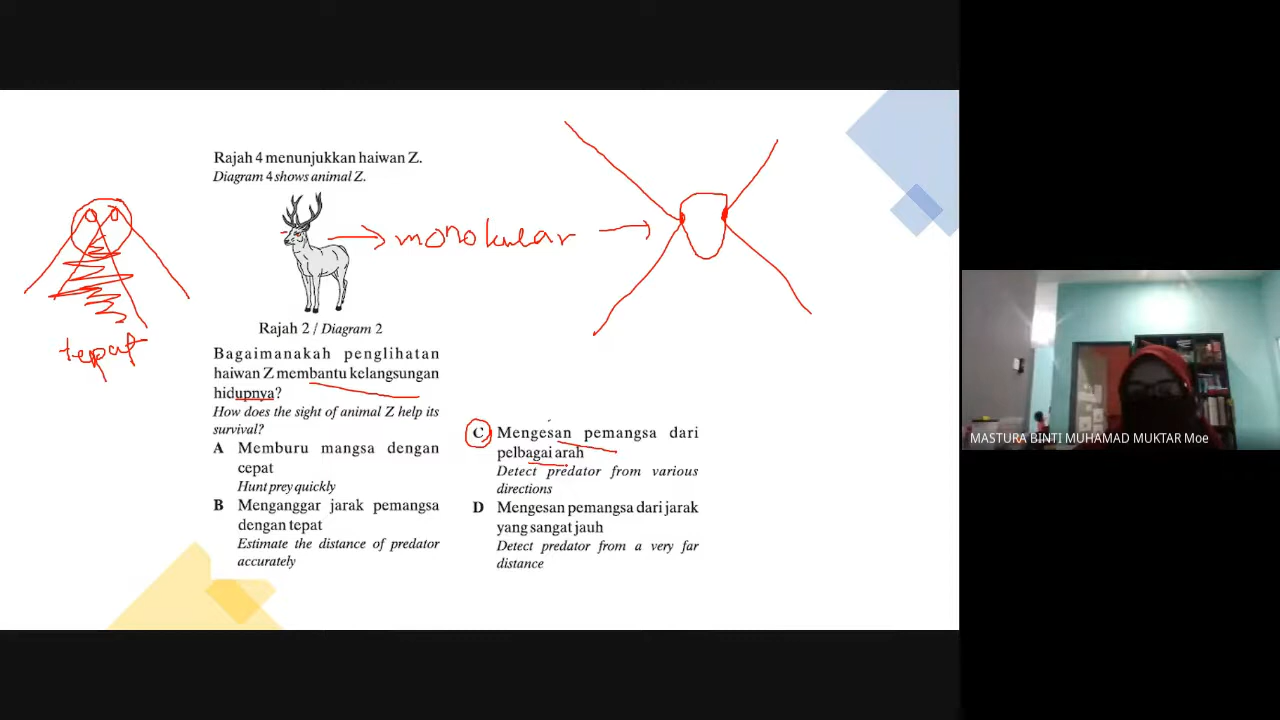 Rajah 4 menunjukkan haiwan Z.
Diagram 4 shows animal Z.
monokular
Rajah 2 / Diagram 2
tepat
Bagaimanakah penglihatan
haiwan Z membantu kelangsungan
hidupnya?
How does the sight of animal Z help its
survival?
A Memburu mangsa dengan
cepat
Hunt prey quickly
B Menganggar jarak pemangsa
dengan tepat
Estimate the distance of predator
accurately
C Mengesan pemangsa dari
pelbagai arah
Detect predator from various
directions
D Mengesan pemangsa dari jarak
yang sangat jauh
Detect predator from a very far
distance
MASTURA BINTI MUHAMAD MUKTAR Moe